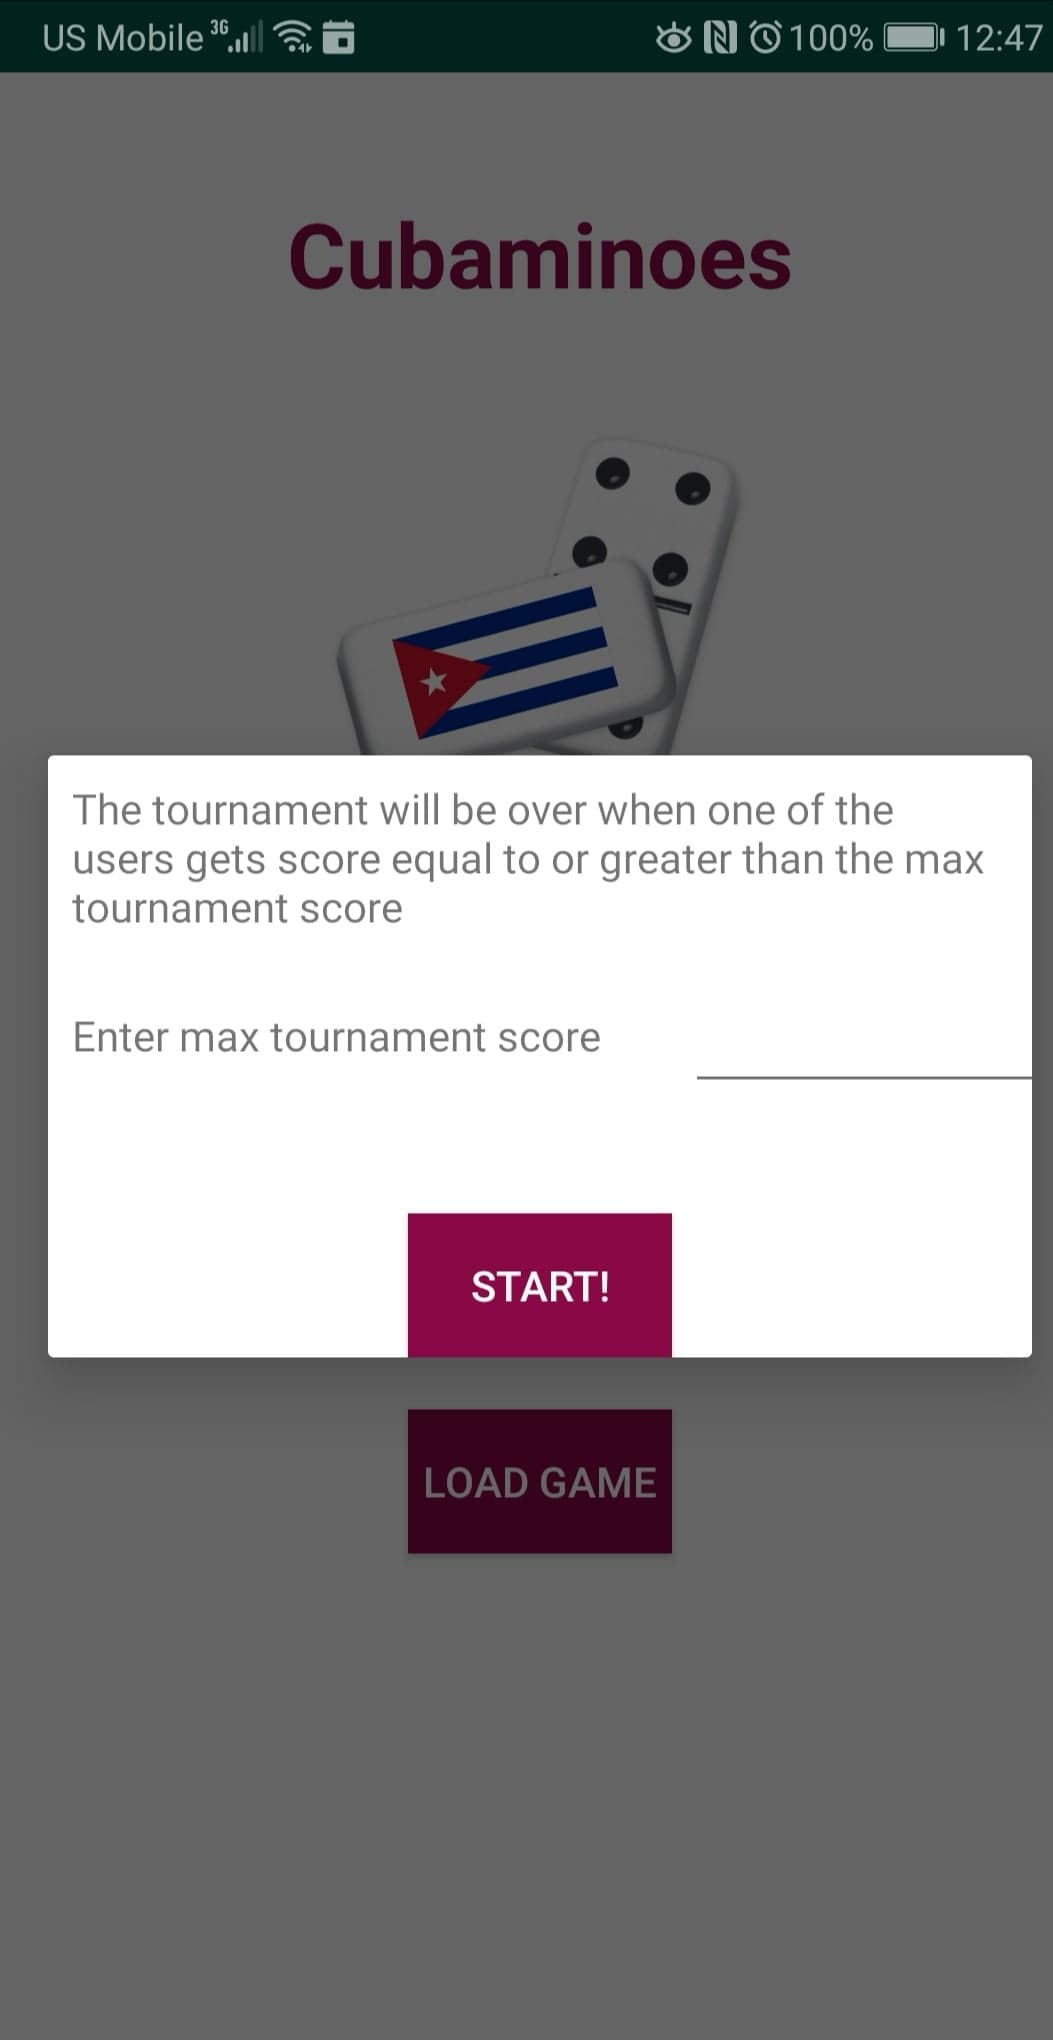 US Mobile 3G 100% 12:47
Cubaminoes
The tournament will be over when one of the
users gets score equal to or greater than the max
tournament score
Enter max tournament score
START!
LOAD GAME